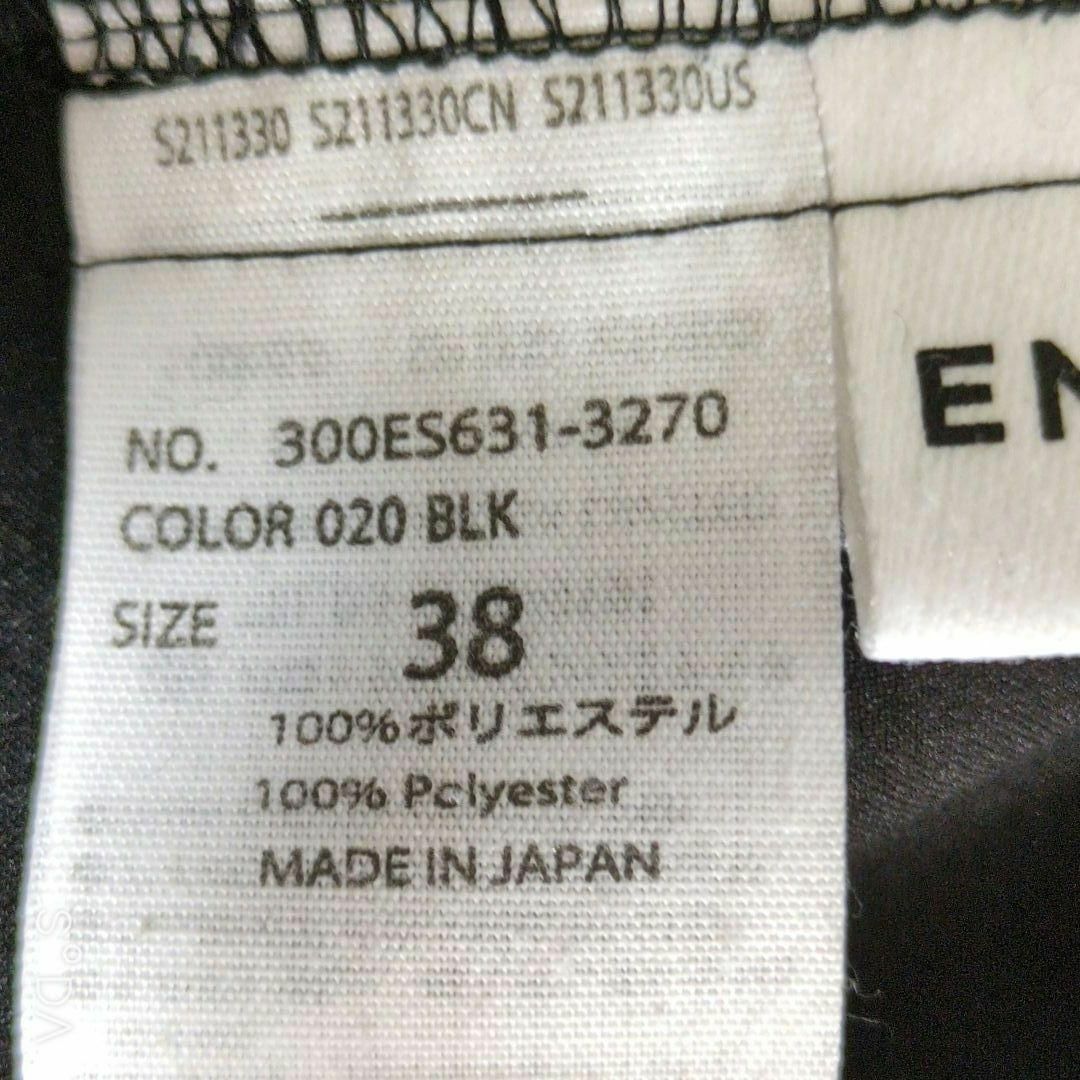 S211330 S211330CN S211330US
NO. 300ES631-3270
COLOR 020 BLK
SIZE 38
100%ポリエステル
100% Polyester
MADE IN JAPAN
EN